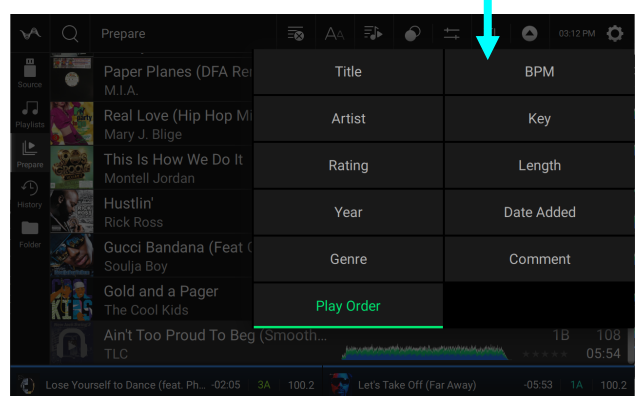 Prepare
AA
03:12 PM
Source
Playlists
Prepare
History
Folder
Paper Planes (DFA Re
M.I.A.
Real Love (Hip Hop Mi
Mary J. Blige
This Is How We Do It
Montell Jordan
Hustlin'
Rick Ross
Gucci Bandana (Feat
Soulja Boy
Gold and a Pager
The Cool Kids
Ain't Too Proud To Beg (Smooth...
TLC
1B 108
05:54
Title
BPM
Artist
Key
Rating
Length
Year
Date Added
Genre
Comment
Play Order
Lose Yourself to Dance (feat. Ph... -02:05 3A 100.2
Let's Take Off (Far Away) -05:53 1A 100.2